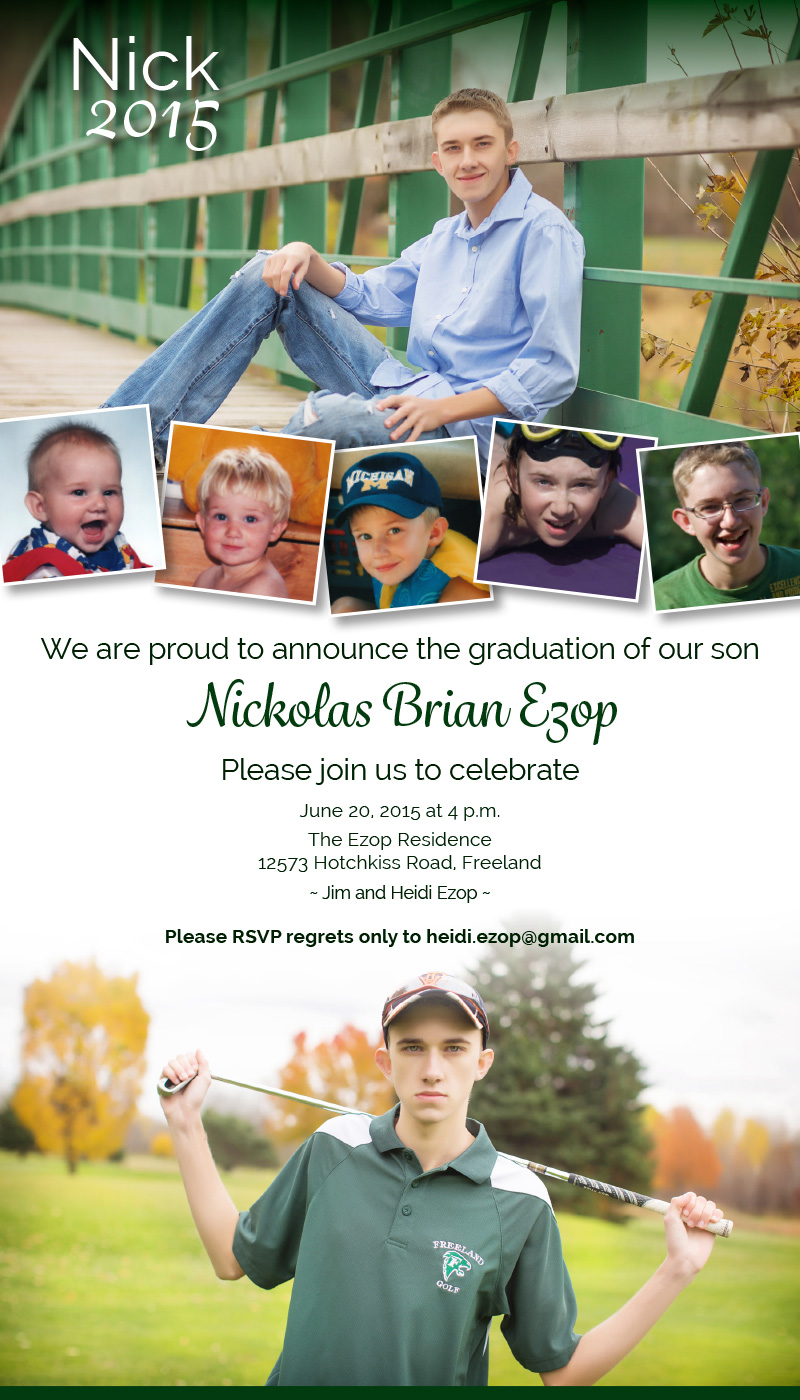 Nick
2015
MICHIGAN
M
We are proud to announce the graduation of our son
Nickolas Brian Ezop
Please join us to celebrate
June 20, 2015 at 4 p.m.
The Ezop Residence
12573 Hotchkiss Road, Freeland
~ Jim and Heidi Ezop ~
Please RSVP regrets only to heidi.ezop@gmail.com
FREELAND
F
GOLF